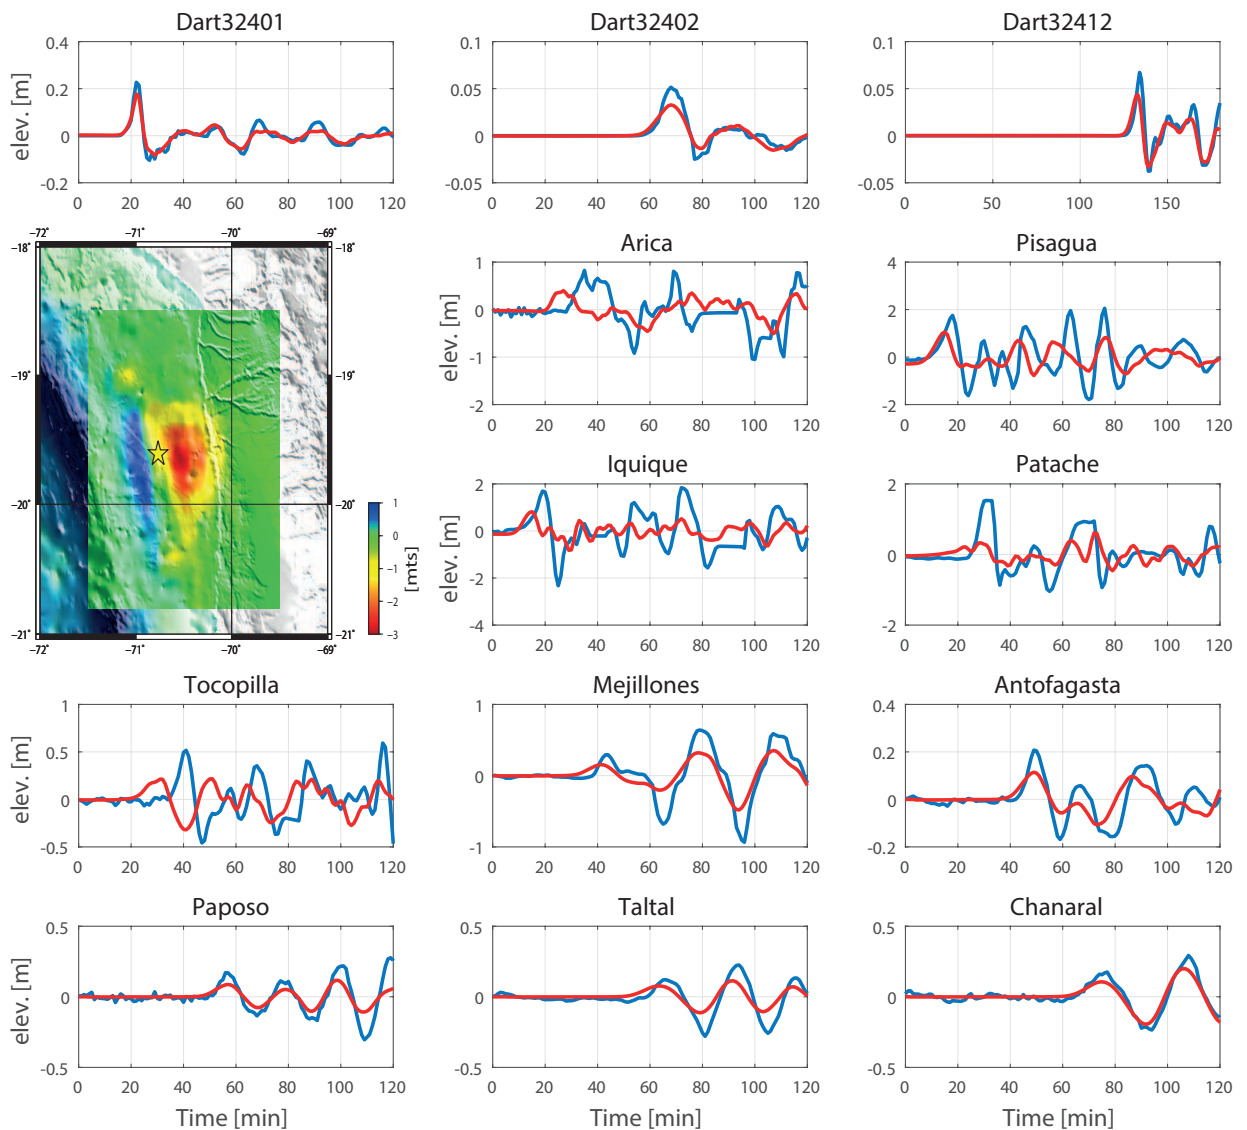 Dart32401 Dart32402 Dart32412
0.4 0.1 0.1
elev. [m] 0.2 0.05 0.05
0 0 0
-0.2 -0.05 -0.05
0 20 40 60 80 100 120 0 20 40 60 80 100 120 0 50 100 150
−72° −71° −70° −69°
−18° −18°
Arica Pisagua
1 4
elev. [m] 0 2
-1 0
-2 -2
0 20 40 60 80 100 120 0 20 40 60 80 100 120
−19° −19°
Iquique Patache
2 2
elev. [m] 0 0
-2
-4 -2
0 20 40 60 80 100 120 0 20 40 60 80 100 120
−20° −20°
1
0
−1
−2
−3
[mts]
−21° −21°
−72° −71° −70° −69°
Tocopilla Mejillones Antofagasta
1 1 0.4
elev. [m] 0.5 0 0.2
0 0
-0.5 -1 -0.2
0 20 40 60 80 100 120 0 20 40 60 80 100 120 0 20 40 60 80 100 120
Paposo Taltal Chanaral
0.5 0.5 0.5
elev. [m] 0 0 0
-0.5 -0.5 -0.5
0 20 40 60 80 100 120 0 20 40 60 80 100 120 0 20 40 60 80 100 120
Time [min] Time [min] Time [min]